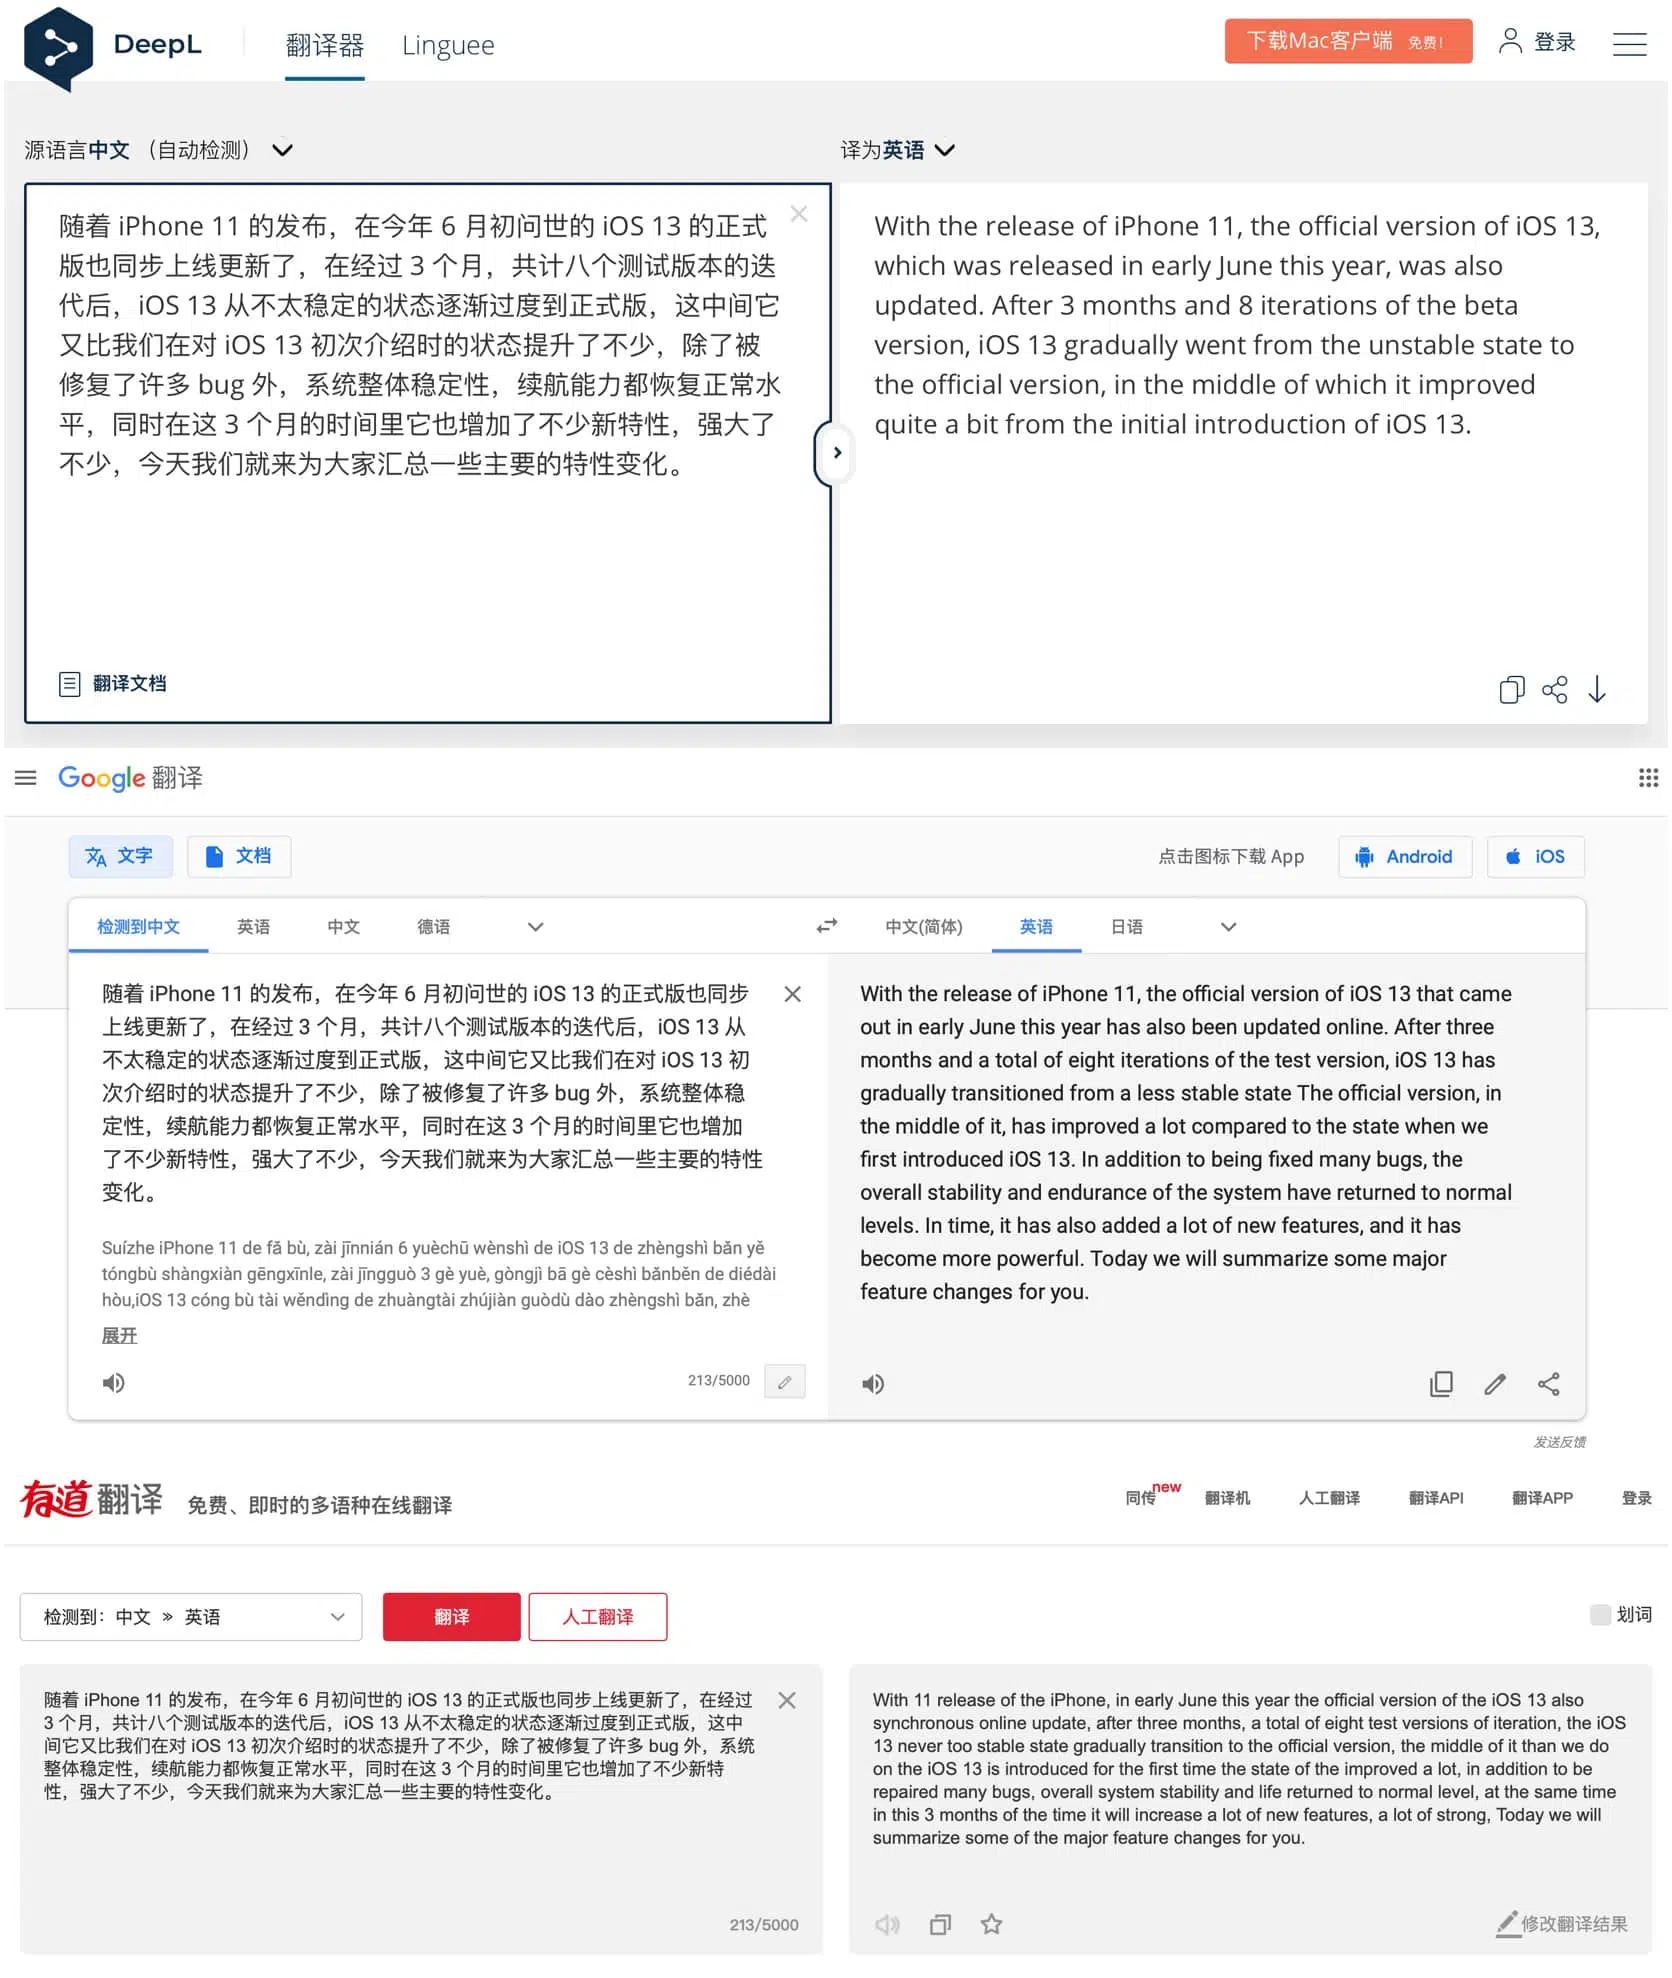 DeepL 翻译器 Linguee 下载Mac客户端 免费! 登录
源语言中文 （自动检测）
随着 iPhone 11 的发布，在今年 6 月初问世的 iOS 13 的正式
版也同步上线更新了，在经过 3 个月，共计八个测试版本的迭
代后，iOS 13 从不太稳定的状态逐渐过度到正式版，这中间它
又比我们在对 iOS 13 初次介绍时的状态提升了不少，除了被
修复了许多 bug 外，系统整体稳定性，续航能力都恢复正常水
平，同时在这 3 个月的时间里它也增加了不少新特性，强大了
不少，今天我们就来为大家汇总一些主要的特性变化。
翻译文档
译为英语
With the release of iPhone 11, the official version of iOS 13,
which was released in early June this year, was also
updated. After 3 months and 8 iterations of the beta
version, iOS 13 gradually went from the unstable state to
the official version, in the middle of which it improved
quite a bit from the initial introduction of iOS 13.
Google 翻译
文字 文档 点击图标下载 App Android iOS
检测到中文 英语 中文 德语 中文(简体) 英语 日语
随着 iPhone 11 的发布，在今年 6 月初问世的 iOS 13 的正式版也同步
上线更新了，在经过 3 个月，共计八个测试版本的迭代后，iOS 13 从
不太稳定的状态逐渐过度到正式版，这中间它又比我们在对 iOS 13 初
次介绍时的状态提升了不少，除了被修复了许多 bug 外，系统整体稳
定性，续航能力都恢复正常水平，同时在这 3 个月的时间里它也增加
了不少新特性，强大了不少，今天我们就来为大家汇总一些主要的特性
变化。
Suízhe iPhone 11 de fā bù, zài jīnnián 6 yuèchū wènshì de iOS 13 de zhèngshì bǎn yě
tóngbù shàngxiàn gēngxīnle, zài jīngguò 3 gè yuè, gòngjì bā gè cèshì bǎnběn de diédài
hòu,iOS 13 cóng bù tài wěndìng de zhuàngtài zhújiàn guòdù dào zhèngshì bǎn, zhè
展开
213/5000
With the release of iPhone 11, the official version of iOS 13 that came
out in early June this year has also been updated online. After three
months and a total of eight iterations of the test version, iOS 13 has
gradually transitioned from a less stable state The official version, in
the middle of it, has improved a lot compared to the state when we
first introduced iOS 13. In addition to being fixed many bugs, the
overall stability and endurance of the system have returned to normal
levels. In time, it has also added a lot of new features, and it has
become more powerful. Today we will summarize some major
feature changes for you.
发送反馈
有道翻译 免费、即时的多语种在线翻译 同传 new 翻译机 人工翻译 翻译API 翻译APP 登录
检测到：中文 » 英语 翻译 人工翻译 划词
随着 iPhone 11 的发布，在今年 6 月初问世的 iOS 13 的正式版也同步上线更新了，在经过
3 个月，共计八个测试版本的迭代后，iOS 13 从不太稳定的状态逐渐过度到正式版，这中
间它又比我们在对 iOS 13 初次介绍时的状态提升了不少，除了被修复了许多 bug 外，系统
整体稳定性，续航能力都恢复正常水平，同时在这 3 个月的时间里它也增加了不少新特
性，强大了不少，今天我们就来为大家汇总一些主要的特性变化。
213/5000
With 11 release of the iPhone, in early June this year the official version of the iOS 13 also
synchronous online update, after three months, a total of eight test versions of iteration, the iOS
13 never too stable state gradually transition to the official version, the middle of it than we do
on the iOS 13 is introduced for the first time the state of the improved a lot, in addition to be
repaired many bugs, overall system stability and life returned to normal level, at the same time
in this 3 months of the time it will increase a lot of new features, a lot of strong, Today we will
summarize some of the major feature changes for you.
修改翻译结果